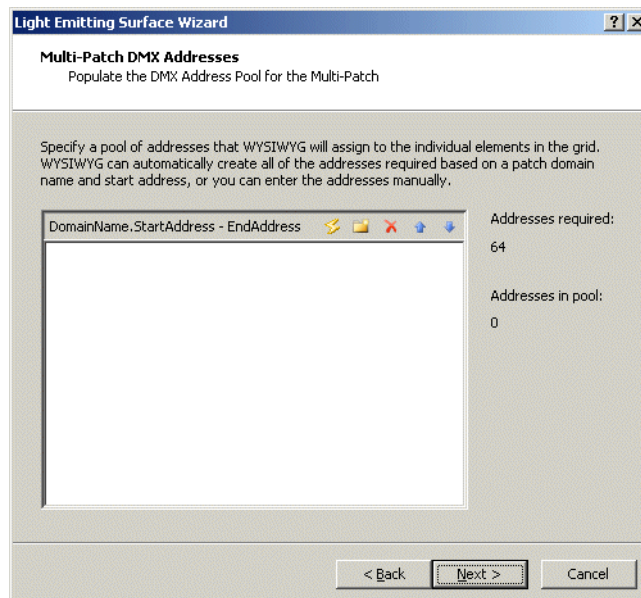 Light Emitting Surface Wizard
Multi-Patch DMX Addresses
Populate the DMX Address Pool for the Multi-Patch
Specify a pool of addresses that WYSIWYG will assign to the individual elements in the grid.
WYSIWYG can automatically create all of the addresses required based on a patch domain
name and start address, or you can enter the addresses manually.
DomainName.StartAddress - EndAddress
Addresses required:
64
Addresses in pool:
0
< Back
Next >
Cancel